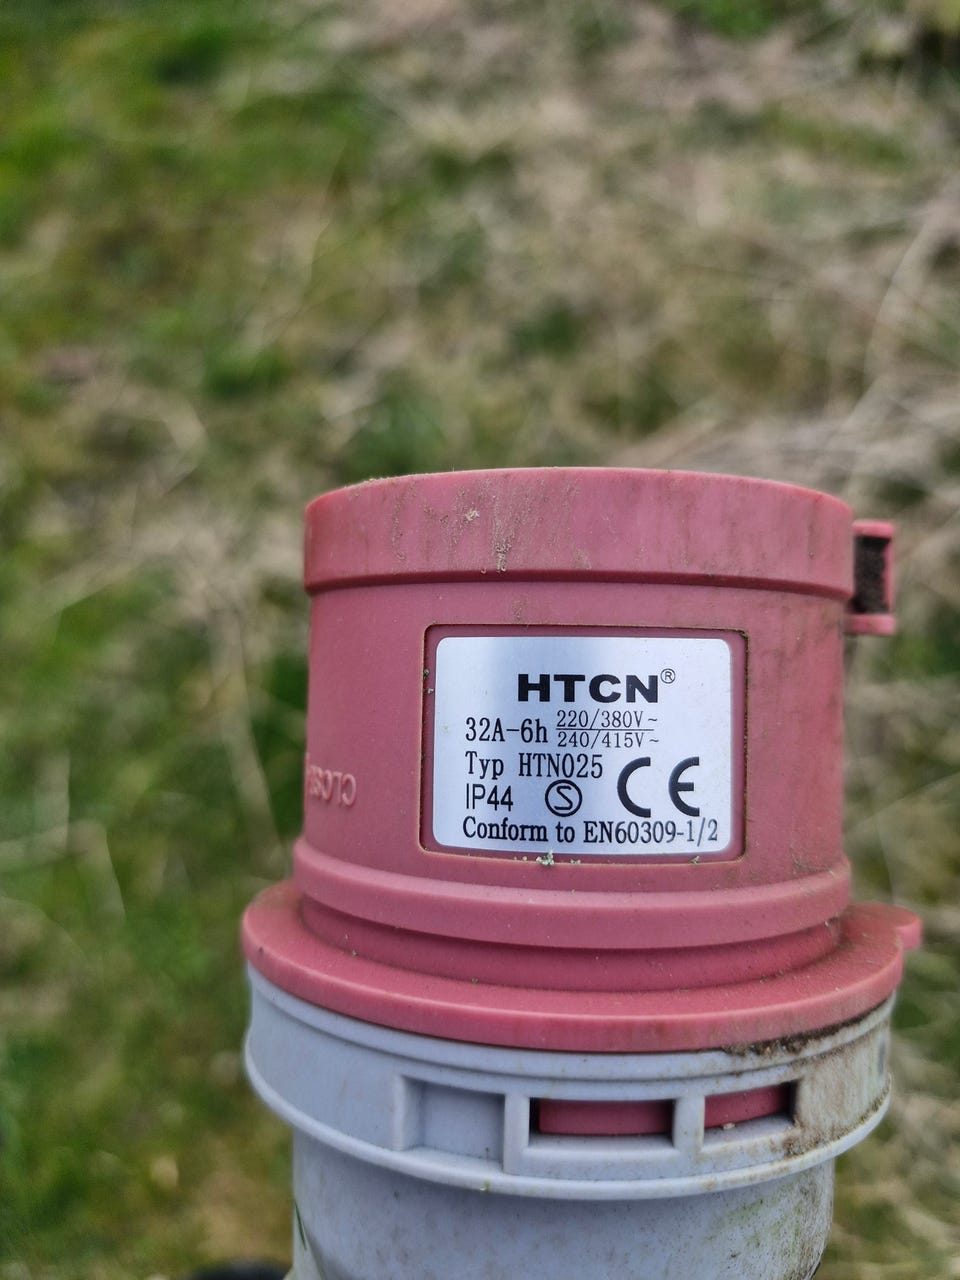 HTCN®
32A-6h 220/380V~
240/415V~
Typ HTN025
IP44 S CE
Conform to EN60309-1/2